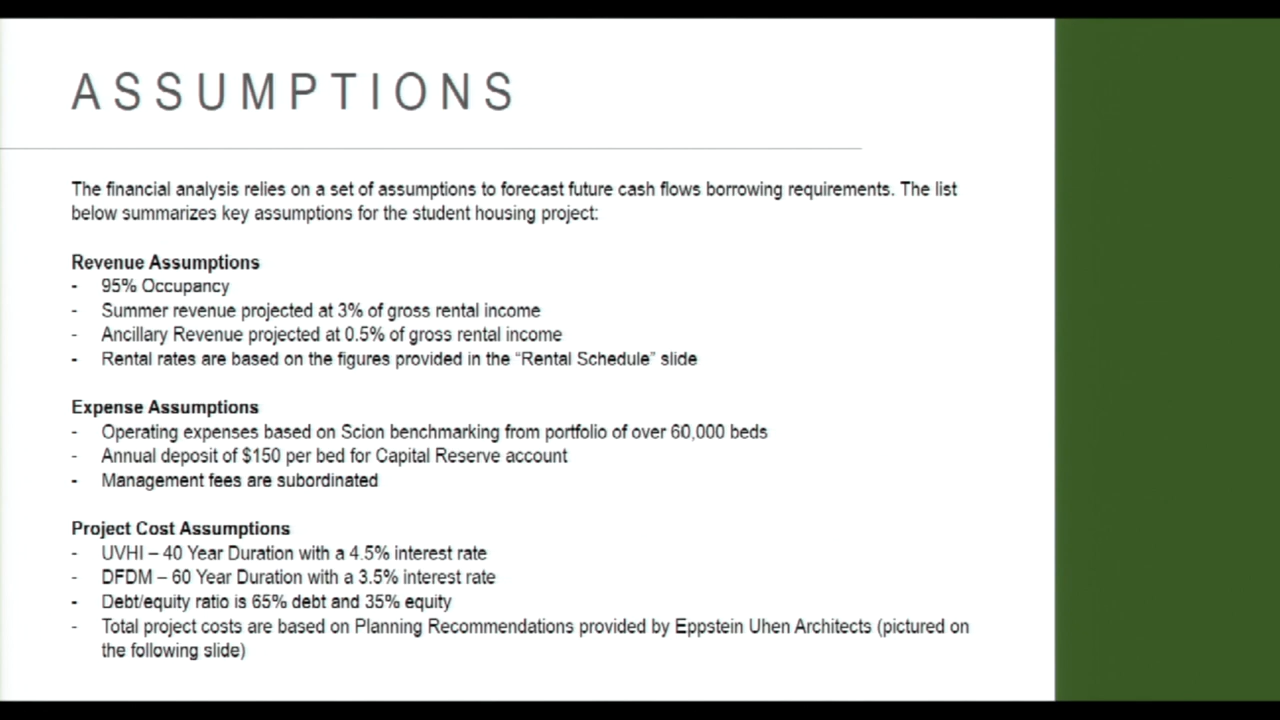 ASSUMPTIONS
The financial analysis relies on a set of assumptions to forecast future cash flows borrowing requirements. The list
below summarizes key assumptions for the student housing project:
Revenue Assumptions
- 95% Occupancy
- Summer revenue projected at 3% of gross rental income
- Ancillary Revenue projected at 0.5% of gross rental income
- Rental rates are based on the figures provided in the “Rental Schedule” slide
Expense Assumptions
- Operating expenses based on Scion benchmarking from portfolio of over 60,000 beds
- Annual deposit of $150 per bed for Capital Reserve account
- Management fees are subordinated
Project Cost Assumptions
- UVHI – 40 Year Duration with a 4.5% interest rate
- DFDM – 60 Year Duration with a 3.5% interest rate
- Debt/equity ratio is 65% debt and 35% equity
- Total project costs are based on Planning Recommendations provided by Eppstein Uhen Architects (pictured on
the following slide)